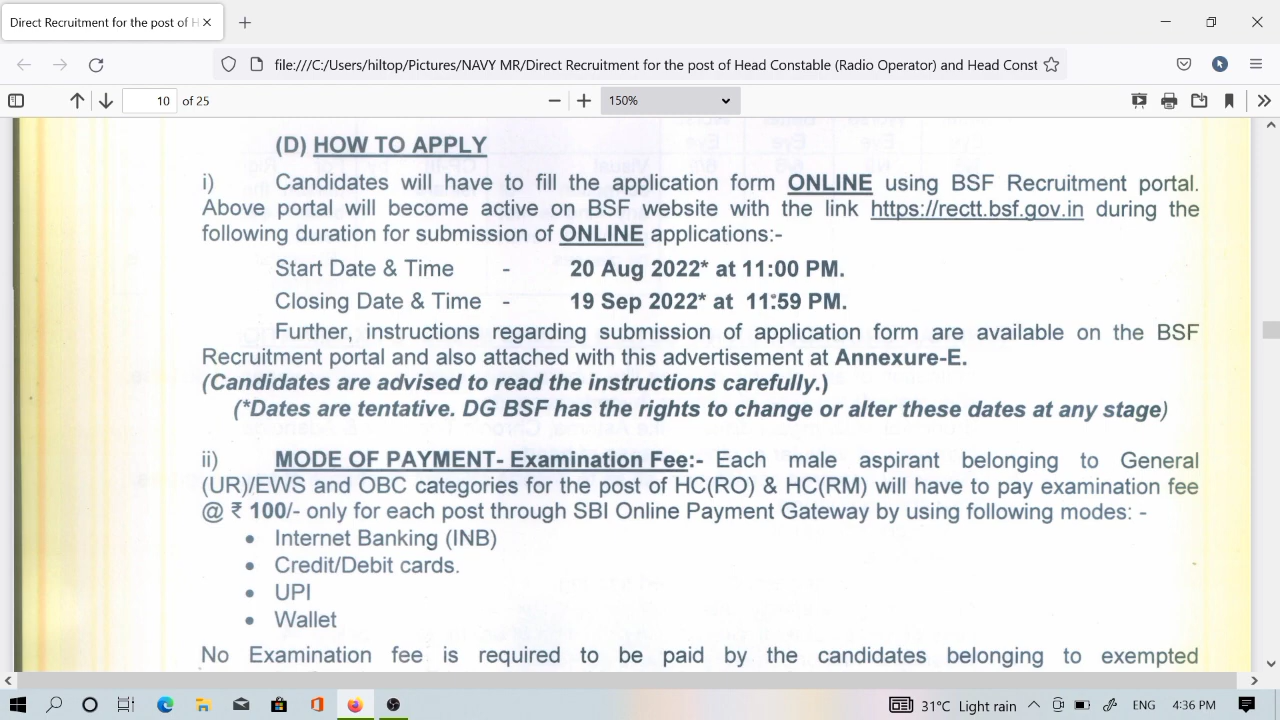 Direct Recruitment for the post of H
file:///C:/Users/hiltop/Pictures/NAVY MR/Direct Recruitment for the post of Head Constable (Radio Operator) and Head Const
10 of 25
150%
(D) HOW TO APPLY
i) Candidates will have to fill the application form ONLINE using BSF Recruitment portal.
Above portal will become active on BSF website with the link https://rectt.bsf.gov.in during the
following duration for submission of ONLINE applications:-
Start Date & Time - 20 Aug 2022* at 11:00 PM.
Closing Date & Time - 19 Sep 2022* at 11:59 PM.
Further, instructions regarding submission of application form are available on the BSF
Recruitment portal and also attached with this advertisement at Annexure-E.
(Candidates are advised to read the instructions carefully.)
(*Dates are tentative. DG BSF has the rights to change or alter these dates at any stage)
ii) MODE OF PAYMENT- Examination Fee:- Each male aspirant belonging to General
(UR)/EWS and OBC categories for the post of HC(RO) & HC(RM) will have to pay examination fee
@ ₹ 100/- only for each post through SBI Online Payment Gateway by using following modes: -
• Internet Banking (INB)
• Credit/Debit cards.
• UPI
• Wallet
No Examination fee is required to be paid by the candidates belonging to exempted
31°C Light rain
ENG
4:36 PM